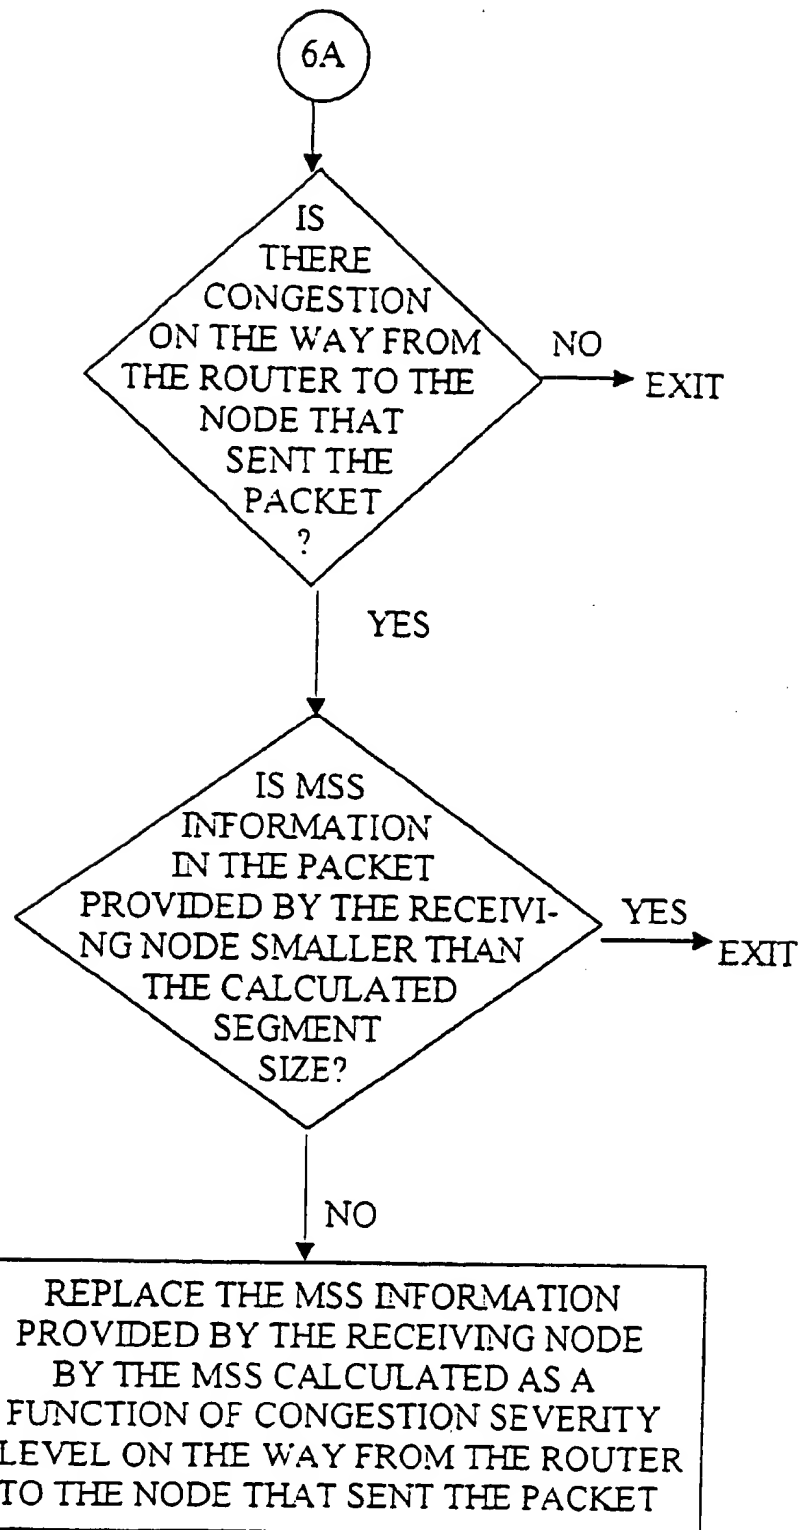 6A
IS
THERE
CONGESTION
ON THE WAY FROM
THE ROUTER TO THE
NODE THAT
SENT THE
PACKET
?
NO
EXIT
YES
IS MSS
INFORMATION
IN THE PACKET
PROVIDED BY THE RECEIVI-
NG NODE SMALLER THAN
THE CALCULATED
SEGMENT
SIZE?
YES
EXIT
NO
REPLACE THE MSS INFORMATION
PROVIDED BY THE RECEIVING NODE
BY THE MSS CALCULATED AS A
FUNCTION OF CONGESTION SEVERITY
LEVEL ON THE WAY FROM THE ROUTER
TO THE NODE THAT SENT THE PACKET